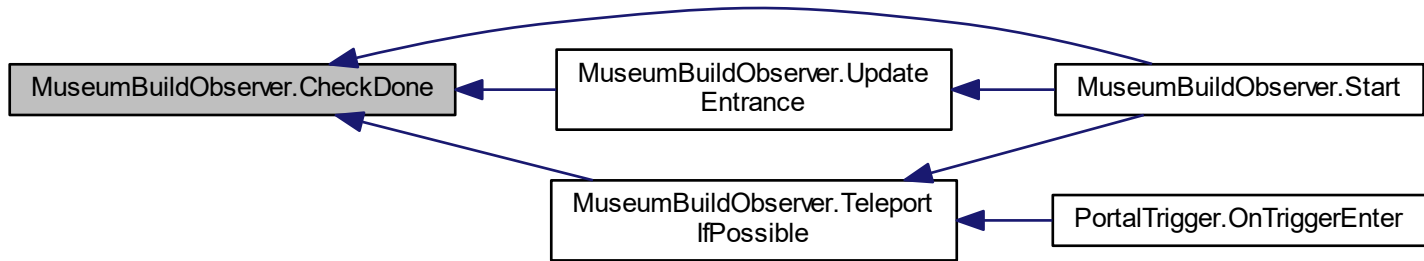 MuseumBuildObserver.CheckDone
MuseumBuildObserver.Update
Entrance
MuseumBuildObserver.Start
MuseumBuildObserver.Teleport
IfPossible
PortalTrigger.OnTriggerEnter